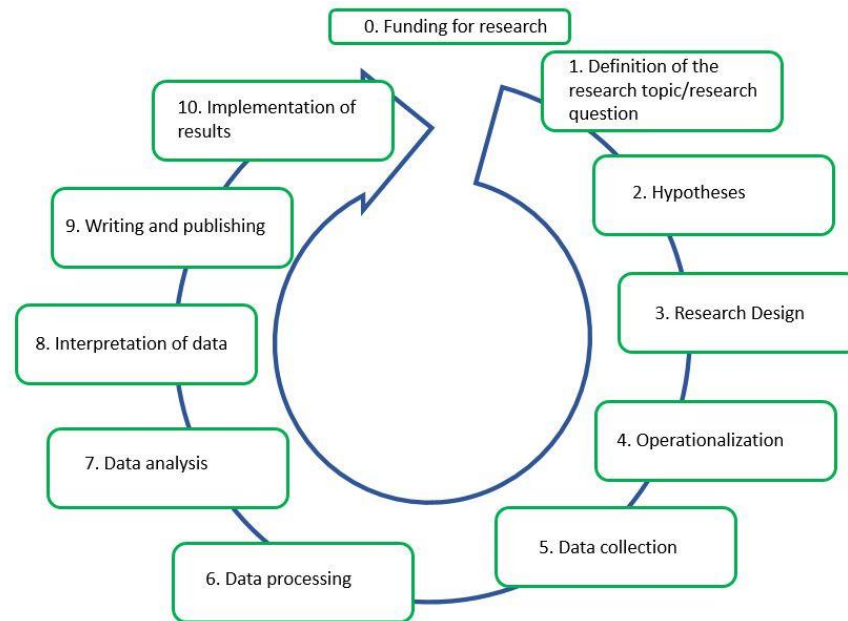 0. Funding for research
1. Definition of the
research topic/research
question
2. Hypotheses
3. Research Design
4. Operationalization
5. Data collection
6. Data processing
7. Data analysis
8. Interpretation of data
9. Writing and publishing
10. Implementation of
results